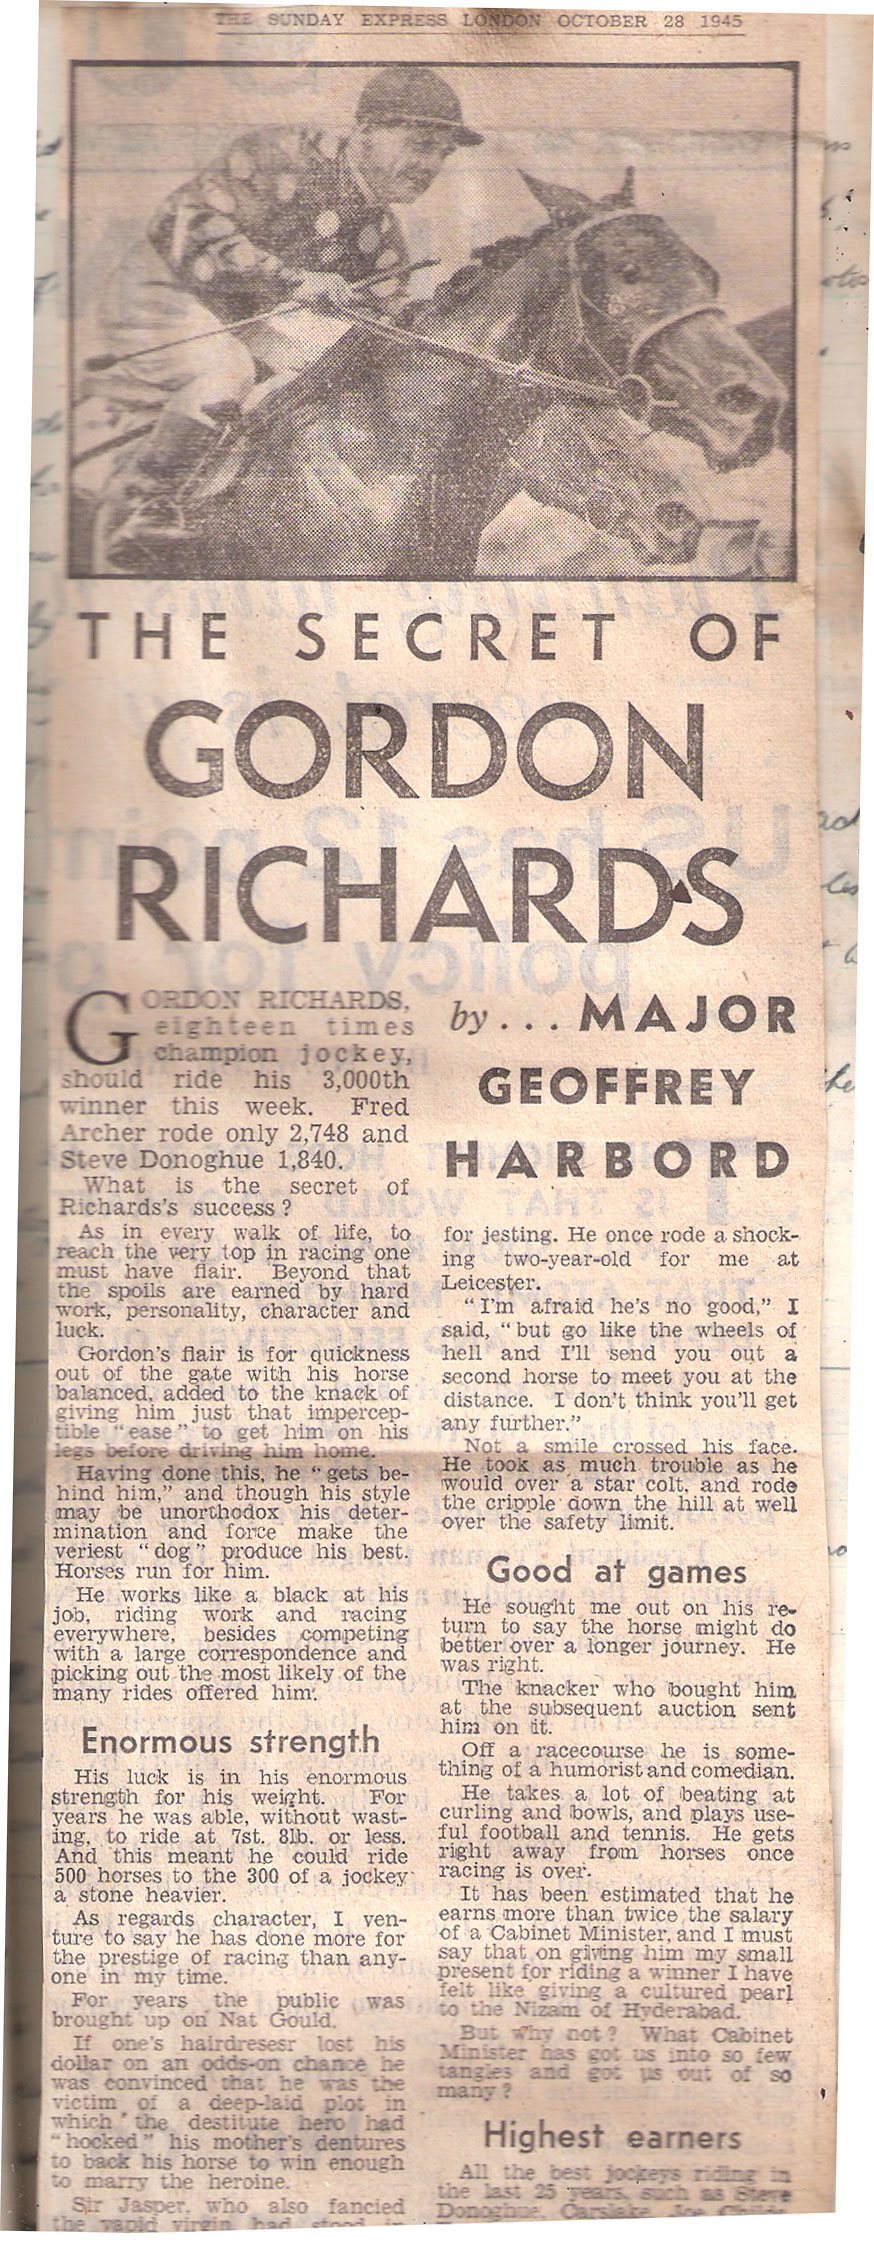 THE SUNDAY EXPRESS LONDON OCTOBER 28 1945
THE SECRET OF
GORDON
RICHARDS
by... MAJOR
GEOFFREY
HARBORD
GORDON RICHARDS,
eighteen times
champion jockey,
should ride his 3,000th
winner this week. Fred
Archer rode only 2,748 and
Steve Donoghue 1,840.
What is the secret of
Richards's success?
As in every walk of life, to
reach the very top in racing one
must have flair. Beyond that
the spoils are earned by hard
work, personality, character and
luck.
Gordon's flair is for quickness
out of the gate with his horse
balanced, added to the knack of
giving him just that impercep-
tible "ease" to get him on his
legs before driving him home.
Having done this, he "gets be-
hind him," and though his style
may be unorthodox his deter-
mination and force make the
veriest "dog" produce his best.
Horses run for him.
He works like a black at his
job, riding work and racing
everywhere, besides competing
with a large correspondence and
picking out the most likely of the
many rides offered him.
Enormous strength
His luck is in his enormous
strength for his weight. For
years he was able, without wast-
ing, to ride at 7st. 8lb. or less.
And this meant he could ride
500 horses to the 300 of a jockey
a stone heavier.
As regards character, I ven-
ture to say he has done more for
the prestige of racing than any-
one in my time.
For years the public was
brought up on Nat Gould.
If one's hairdresesr lost his
dollar on an odds-on chance he
was convinced that he was the
victim of a deep-laid plot in
which the destitute hero had
"hocked" his mother's dentures
to back his horse to win enough
to marry the heroine.
Sir Jasper, who also fancied
the vapid virgin had stood in
for jesting. He once rode a shock-
ing two-year-old for me at
Leicester.
"I'm afraid he's no good," I
said, "but go like the wheels of
hell and I'll send you out a
second horse to meet you at the
distance. I don't think you'll get
any further."
Not a smile crossed his face.
He took as much trouble as he
would over a star colt, and rode
the cripple down the hill at well
over the safety limit.
Good at games
He sought me out on his re-
turn to say the horse might do
better over a longer journey. He
was right.
The knacker who bought him
at the subsequent auction sent
him on it.
Off a racecourse he is some-
thing of a humorist and comedian.
He takes a lot of beating at
curling and bowls, and plays use-
ful football and tennis. He gets
right away from horses once
racing is over.
It has been estimated that he
earns more than twice the salary
of a Cabinet Minister, and I must
say that on giving him my small
present for riding a winner I have
felt like giving a cultured pearl
to the Nizam of Hyderabad.
But why not? What Cabinet
Minister has got us into so few
tangles and got us out of so
many?
Highest earners
All the best jockeys riding in
the last 25 years, such as Steve
Donoghue, Carslake, Joe Childs